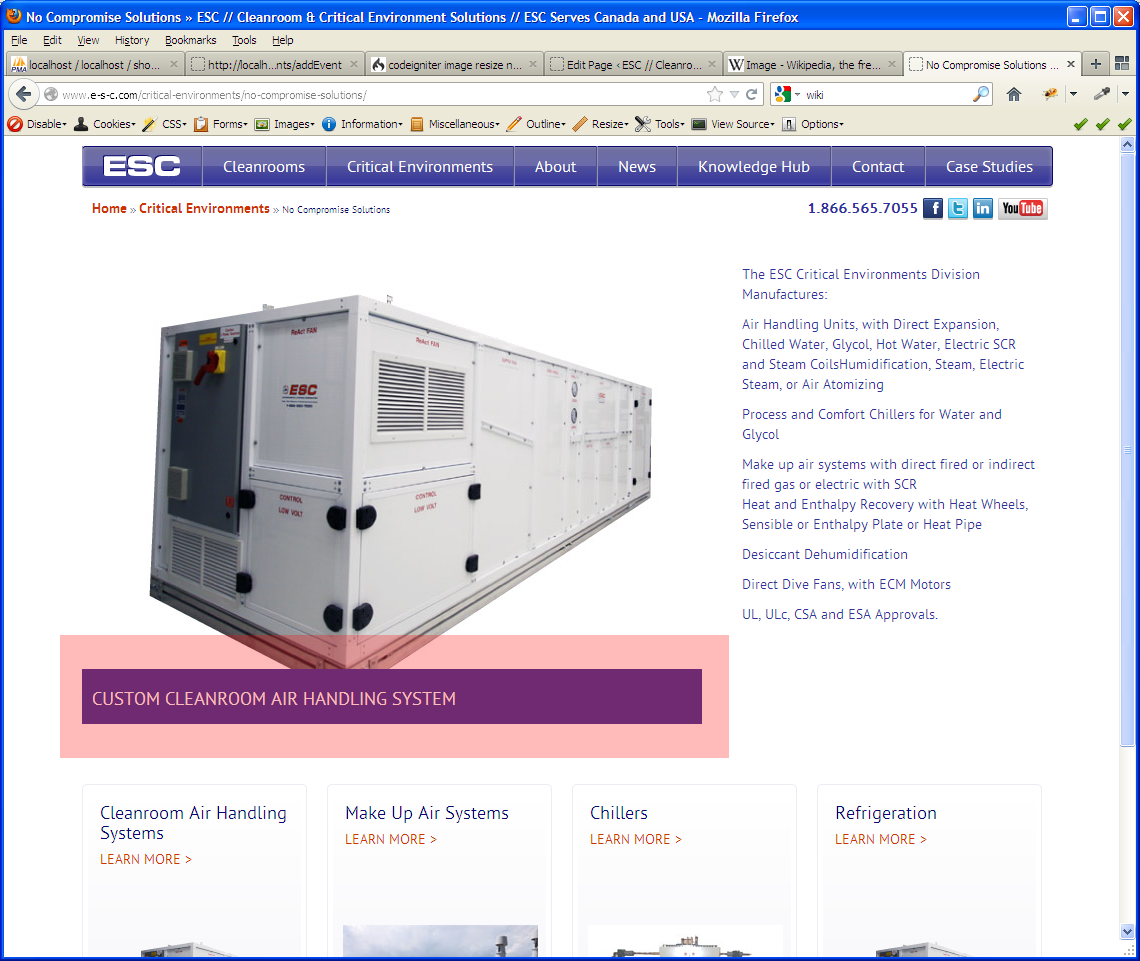 No Compromise Solutions » ESC // Cleanroom & Critical Environment Solutions // ESC Serves Canada and USA - Mozilla Firefox
File Edit View History Bookmarks Tools Help
localhost / localhost / sho... http://localh...nts/addEvent codeigniter image resize n... Edit Page ‹ ESC // Cleanro... Image - Wikipedia, the fre... No Compromise Solutions ...
www.e-s-c.com/critical-environments/no-compromise-solutions/ wiki
Disable Cookies CSS Forms Images Information Miscellaneous Outline Resize Tools View Source Options
ESC Cleanrooms Critical Environments About News Knowledge Hub Contact Case Studies
Home » Critical Environments » No Compromise Solutions 1.866.565.7055 You Tube
The ESC Critical Environments Division
Manufactures:
Air Handling Units, with Direct Expansion,
Chilled Water, Glycol, Hot Water, Electric SCR
and Steam CoilsHumidification, Steam, Electric
Steam, or Air Atomizing
Process and Comfort Chillers for Water and
Glycol
Make up air systems with direct fired or indirect
fired gas or electric with SCR
Heat and Enthalpy Recovery with Heat Wheels,
Sensible or Enthalpy Plate or Heat Pipe
Desiccant Dehumidification
Direct Dive Fans, with ECM Motors
UL, ULc, CSA and ESA Approvals.
ReAct FAN
ReAct FAN
ESC
CONTROL
LOW VOLT
CONTROL
LOW VOLT
CUSTOM CLEANROOM AIR HANDLING SYSTEM
Cleanroom Air Handling
Systems
LEARN MORE >
Make Up Air Systems
LEARN MORE >
Chillers
LEARN MORE >
Refrigeration
LEARN MORE >